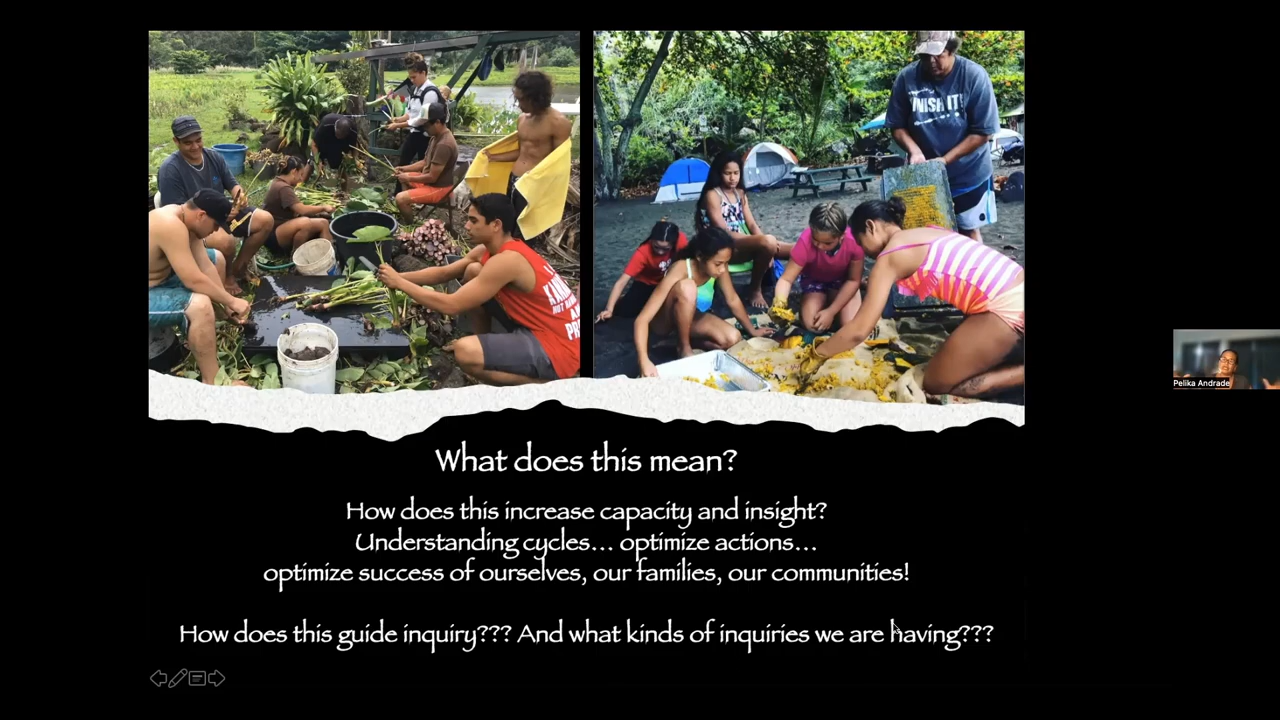 FINISH IT!
What does this mean?
How does this increase capacity and insight?
Understanding cycles... optimize actions...
optimize success of ourselves, our families, our communities!
How does this guide inquiry??? And what kinds of inquiries we are having???
Pelika Andrade